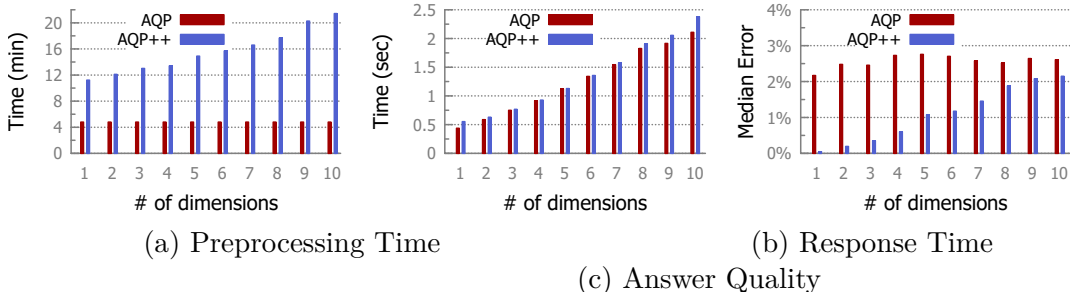 AQP
AQP++
Time (min)
20
16
12
8
4
0
1 2 3 4 5 6 7 8 9 10
# of dimensions
AQP
AQP++
Time (sec)
2.5
2
1.5
1
0.5
0
1 2 3 4 5 6 7 8 9 10
# of dimensions
AQP
AQP++
Median Error
4%
3%
2%
1%
0%
1 2 3 4 5 6 7 8 9 10
# of dimensions
(a) Preprocessing Time
(b) Response Time
(c) Answer Quality